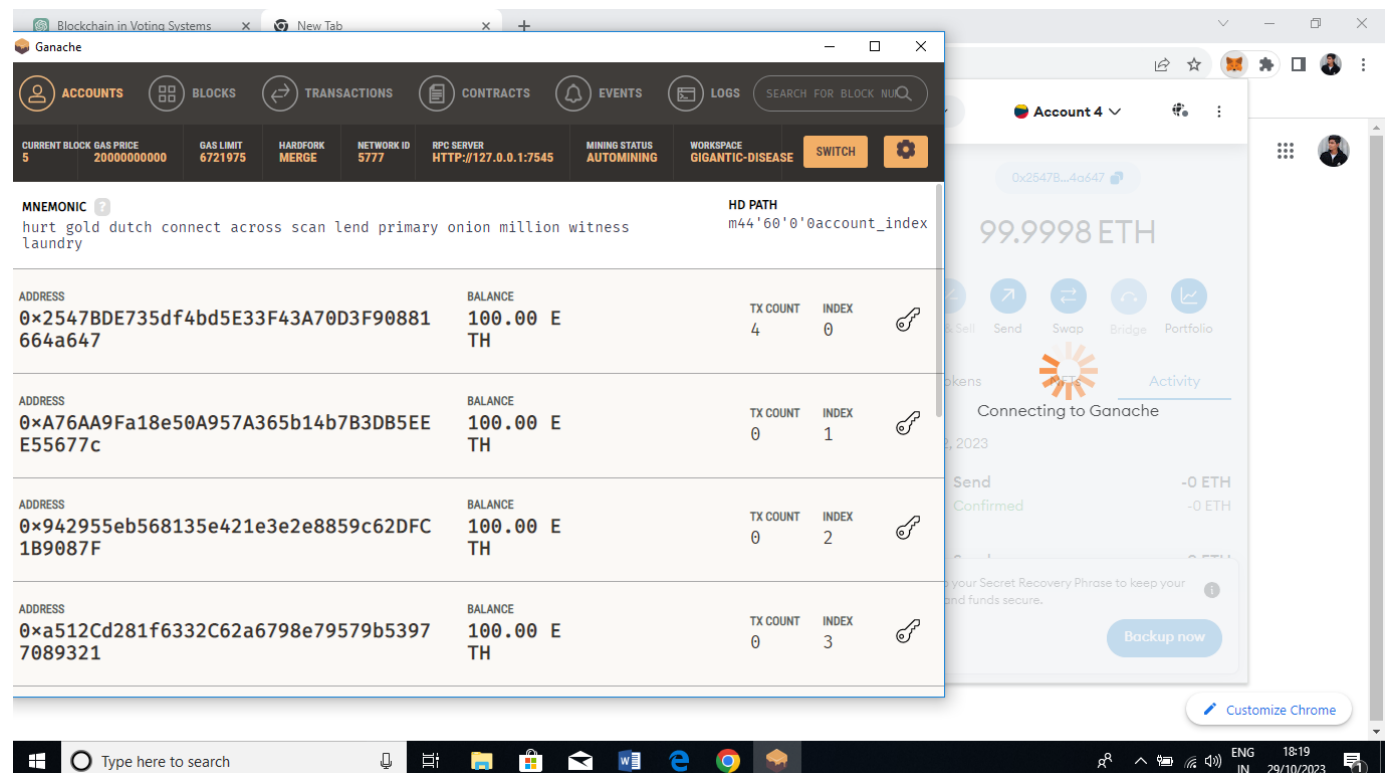 Blockchain in Voting Systems
New Tab
Ganache
ACCOUNTS
BLOCKS
TRANSACTIONS
CONTRACTS
EVENTS
LOGS
SEARCH FOR BLOCK NU
CURRENT BLOCK
5
GAS PRICE
20000000000
GAS LIMIT
6721975
HARDFORK
MERGE
NETWORK ID
5777
RPC SERVER
HTTP://127.0.0.1:7545
MINING STATUS
AUTOMINING
WORKSPACE
GIGANTIC-DISEASE
SWITCH
MNEMONIC ?
hurt gold dutch connect across scan lend primary onion million witness
laundry
HD PATH
m44'60'0'0account_index
ADDRESS
0×2547BDE735df4bd5E33F43A70D3F90881
664a647
BALANCE
100.00 E
TH
TX COUNT
4
INDEX
0
ADDRESS
0×A76AA9Fa18e50A957A365b14b7B3DB5EE
E55677c
BALANCE
100.00 E
TH
TX COUNT
0
INDEX
1
ADDRESS
0×942955eb568135e421e3e2e8859c62DFC
1B9087F
BALANCE
100.00 E
TH
TX COUNT
0
INDEX
2
ADDRESS
0×a512Cd281f6332C62a6798e79579b5397
7089321
BALANCE
100.00 E
TH
TX COUNT
0
INDEX
3
Account 4
0x2547B...4a647
99.9998 ETH
& Sell
Send
Swap
Bridge
Portfolio
okens
NFTs
Activity
Connecting to Ganache
2, 2023
Send
-0 ETH
Confirmed
-0 ETH
your Secret Recovery Phrase to keep your
and funds secure.
Backup now
Customize Chrome
Type here to search
ENG
IN
18:19
29/10/2023
1